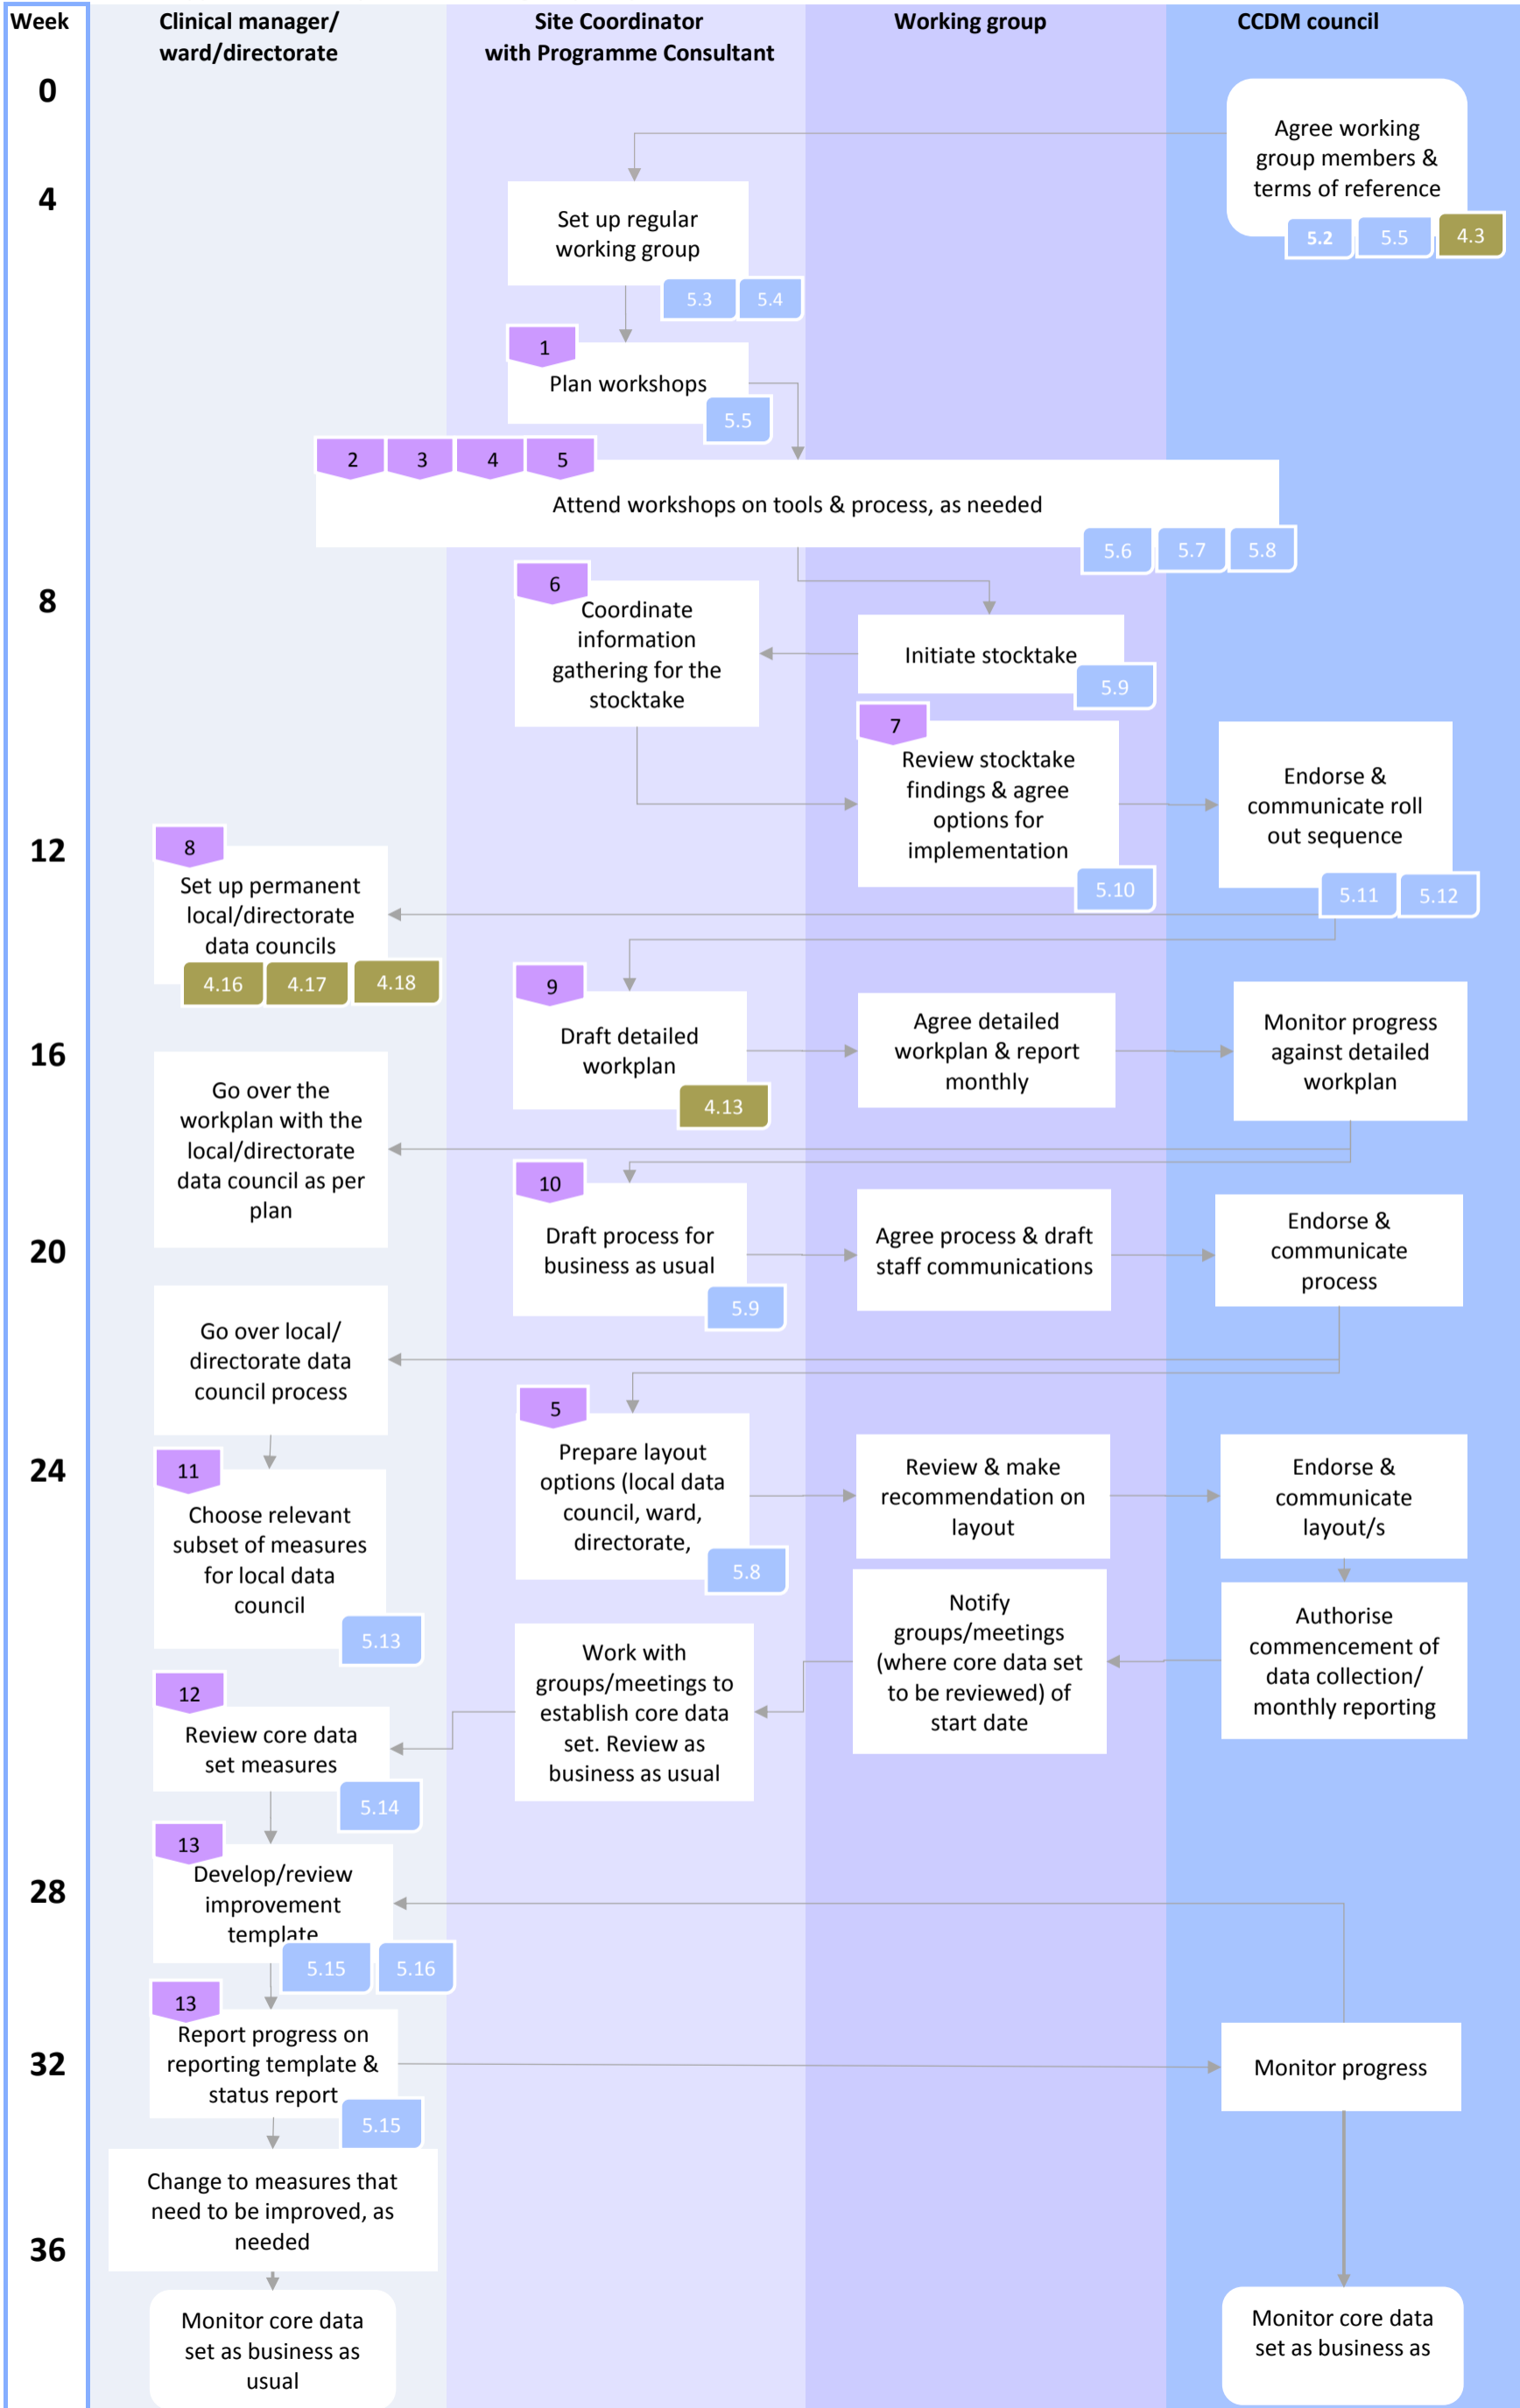 Week
Clinical manager/
ward/directorate
Site Coordinator
with Programme Consultant
Working group
CCDM council
0
Agree working
group members &
terms of reference
5.2
5.5
4.3
4
Set up regular
working group
5.3
5.4
1
Plan workshops
5.5
2
3
4
5
Attend workshops on tools & process, as needed
5.6
5.7
5.8
8
6
Coordinate
information
gathering for the
stocktake
Initiate stocktake
5.9
7
Review stocktake
findings & agree
options for
implementation
5.10
Endorse &
communicate roll
out sequence
5.11
5.12
12
8
Set up permanent
local/directorate
data councils
4.16
4.17
4.18
9
Draft detailed
workplan
4.13
Agree detailed
workplan & report
monthly
Monitor progress
against detailed
workplan
16
Go over the
workplan with the
local/directorate
data council as per
plan
10
Draft process for
business as usual
5.9
Agree process & draft
staff communications
Endorse &
communicate
process
20
Go over local/
directorate data
council process
5
Prepare layout
options (local data
council, ward,
directorate,
5.8
Review & make
recommendation on
layout
Endorse &
communicate
layout/s
24
11
Choose relevant
subset of measures
for local data
council
5.13
Work with
groups/meetings to
establish core data
set. Review as
business as usual
Notify
groups/meetings
(where core data set
to be reviewed) of
start date
Authorise
commencement of
data collection/
monthly reporting
12
Review core data
set measures
5.14
28
13
Develop/review
improvement
template
5.15
5.16
32
13
Report progress on
reporting template &
status report
5.15
Monitor progress
Change to measures that
need to be improved, as
needed
36
Monitor core data
set as business as
usual
Monitor core data
set as business as